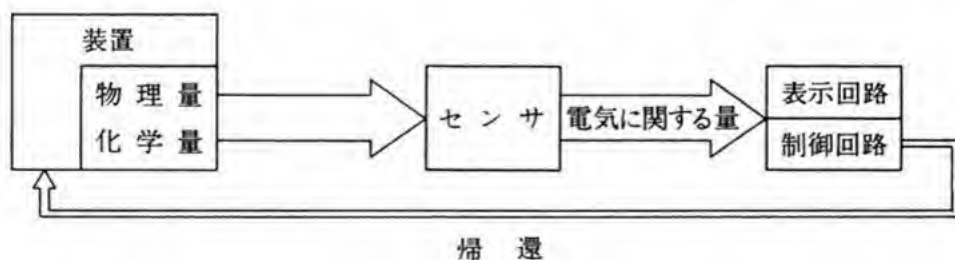 装置
物理量
化学量
センサ
電気に関する量
表示回路
制御回路
帰還